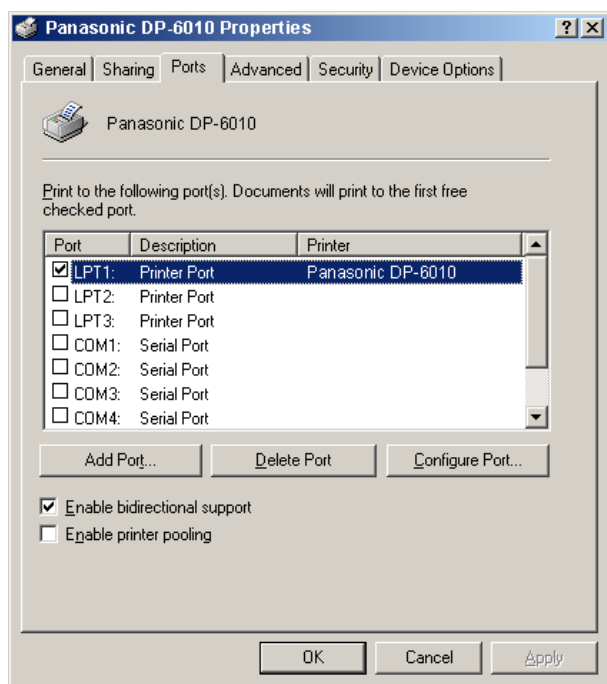 Panasonic DP-6010 Properties
General Sharing Ports Advanced Security Device Options
Panasonic DP-6010
Print to the following port(s). Documents will print to the first free
checked port.
Port Description Printer
LPT1: Printer Port Panasonic DP-6010
LPT2: Printer Port
LPT3: Printer Port
COM1: Serial Port
COM2: Serial Port
COM3: Serial Port
COM4: Serial Port
Add Port... Delete Port Configure Port...
Enable bidirectional support
Enable printer pooling
OK Cancel Apply